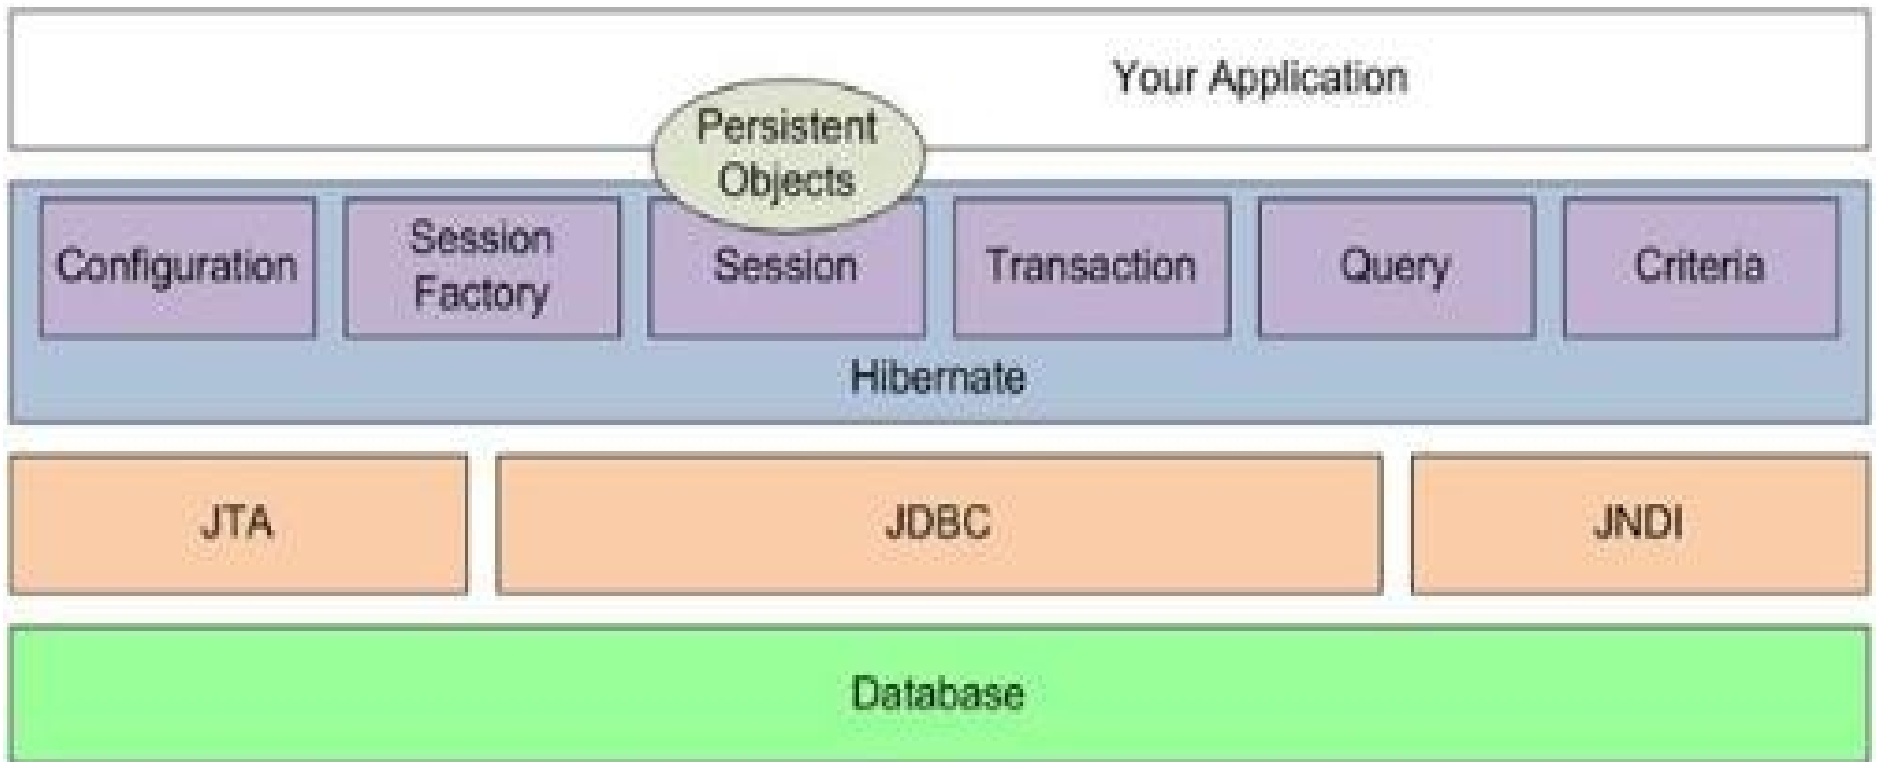 Your Application
Persistent
Objects
Configuration
Session
Factory
Session
Transaction
Query
Criteria
Hibernate
JTA
JDBC
JNDI
Database